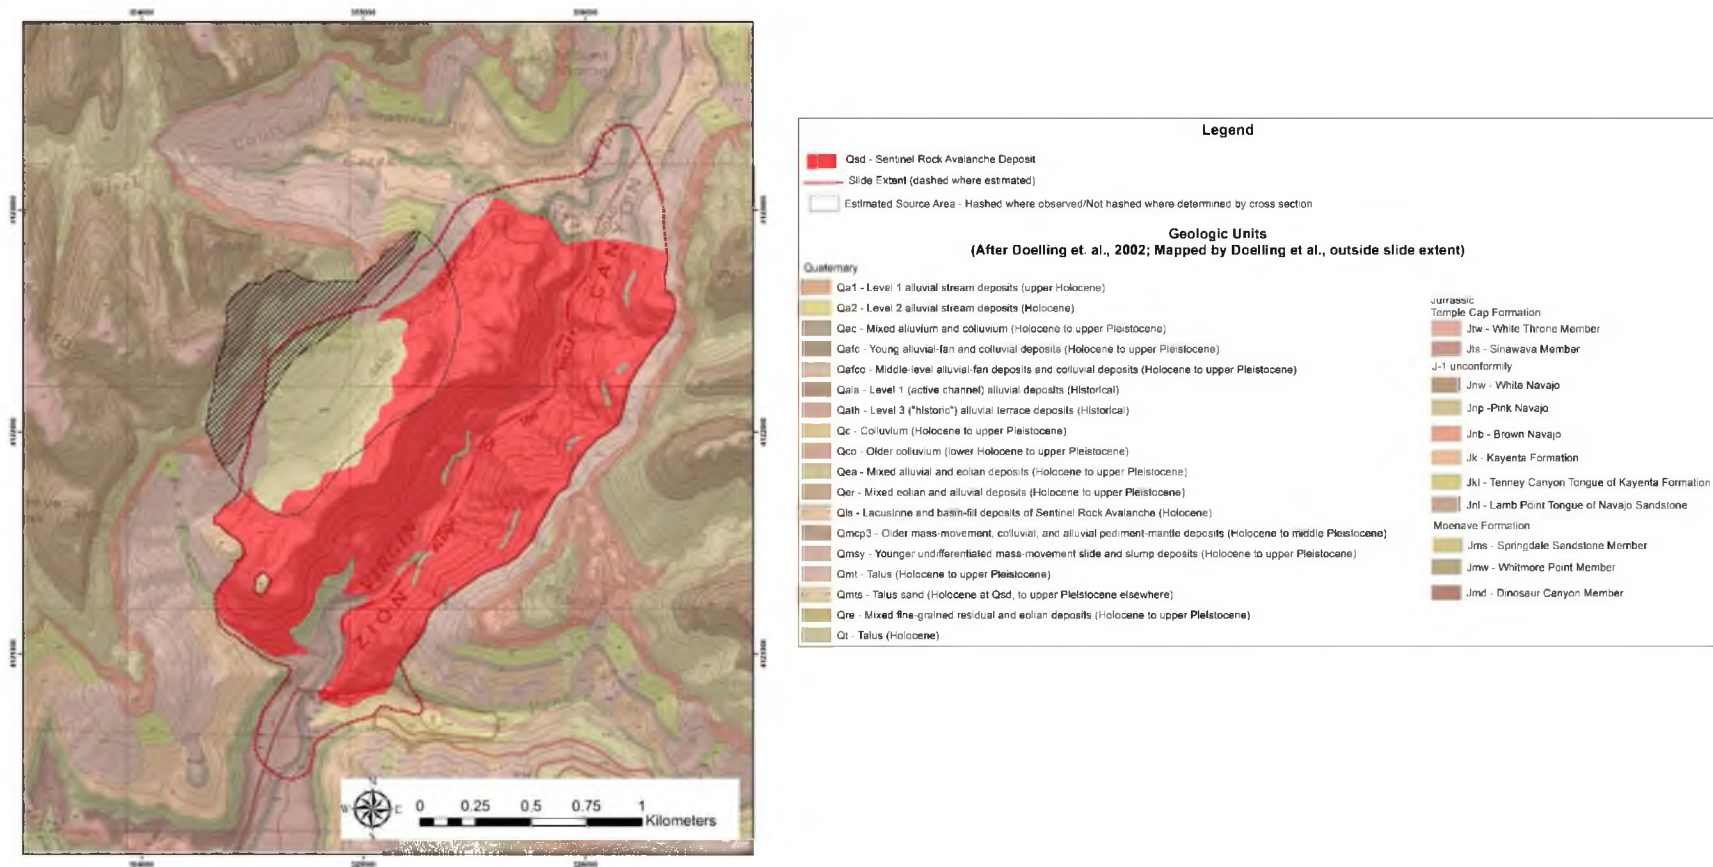 ZION
CANYON
VIRGIN
RIVER
W
E
0 0.25 0.5 0.75 1
Kilometers
Legend
Qsd - Sentinel Rock Avalanche Deposit
Slide Extent (dashed where estimated)
Estimated Source Area - Hashed where observed/Not hashed where determined by cross section
Geologic Units
(After Doelling et. al., 2002; Mapped by Doelling et al., outside slide extent)
Quaternary
Qa1 - Level 1 alluvial stream deposits (upper Holocene)
Qa2 - Level 2 alluvial stream deposits (Holocene)
Qac - Mixed alluvium and colluvium (Holocene to upper Pleistocene)
Qafc - Young alluvial-fan and colluvial deposits (Holocene to upper Pleistocene)
Qafco - Middle-level alluvial-fan deposits and colluvial deposits (Holocene to upper Pleistocene)
Qala - Level 1 (active channel) alluvial deposits (Historical)
Qath - Level 3 ("historic") alluvial terrace deposits (Historical)
Qc - Colluvium (Holocene to upper Pleistocene)
Qco - Older colluvium (lower Holocene to upper Pleistocene)
Qea - Mixed alluvial and eolian deposits (Holocene to upper Pleistocene)
Qer - Mixed eolian and alluvial deposits (Holocene to upper Pleistocene)
Qls - Lacustrine and basin-fill deposits of Sentinel Rock Avalanche (Holocene)
Qmcp3 - Older mass-movement, colluvial, and alluvial pediment-mantle deposits (Holocene to middle Pleistocene)
Qmsy - Younger undifferentiated mass-movement slide and slump deposits (Holocene to upper Pleistocene)
Qmt - Talus (Holocene to upper Pleistocene)
Qmts - Talus sand (Holocene at Qsd, to upper Pleistocene elsewhere)
Qre - Mixed fine-grained residual and eolian deposits (Holocene to upper Pleistocene)
Qt - Talus (Holocene)
Jurrassic
Temple Cap Formation
Jtw - White Throne Member
Jts - Sinawava Member
J-1 unconformity
Jnw - White Navajo
Jnp -Pink Navajo
Jnb - Brown Navajo
Jk - Kayenta Formation
Jkl - Tenney Canyon Tongue of Kayenta Formation
Jnl - Lamb Point Tongue of Navajo Sandstone
Moenave Formation
Jms - Springdale Sandstone Member
Jmw - Whitmore Point Member
Jmd - Dinosaur Canyon Member